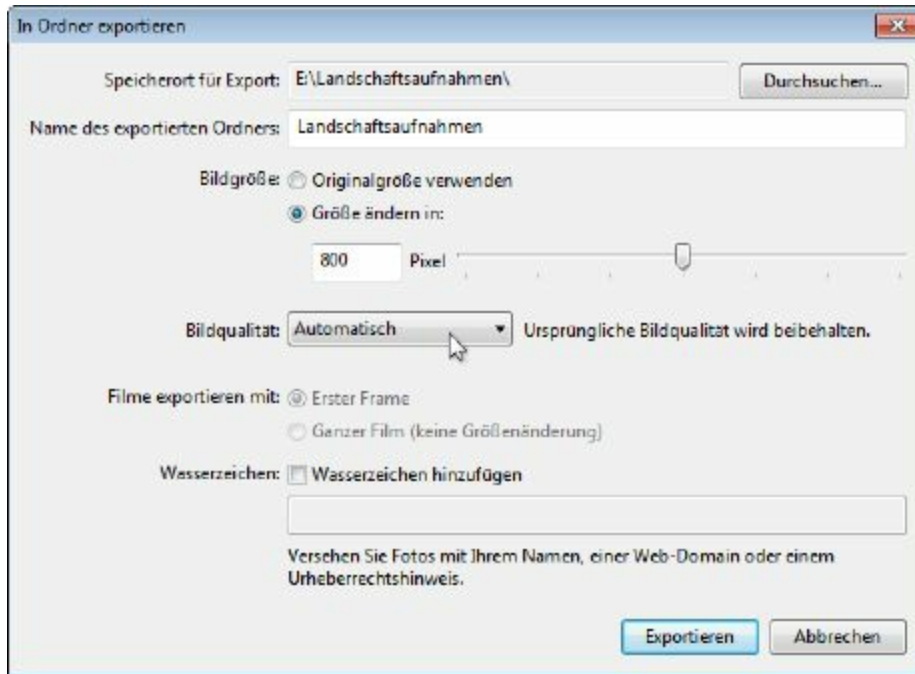 In Ordner exportieren
Speicherort für Export: E:\Landschaftsaufnahmen\ Durchsuchen...
Name des exportierten Ordners: Landschaftsaufnahmen
Bildgröße: Originalgröße verwenden
Größe ändern in:
800 Pixel
Bildqualität: Automatisch Ursprüngliche Bildqualität wird beibehalten.
Filme exportieren mit: Erster Frame
Ganzer Film (keine Größenänderung)
Wasserzeichen: Wasserzeichen hinzufügen
Versehen Sie Fotos mit Ihrem Namen, einer Web-Domain oder einem
Urheberrechtshinweis.
Exportieren Abbrechen